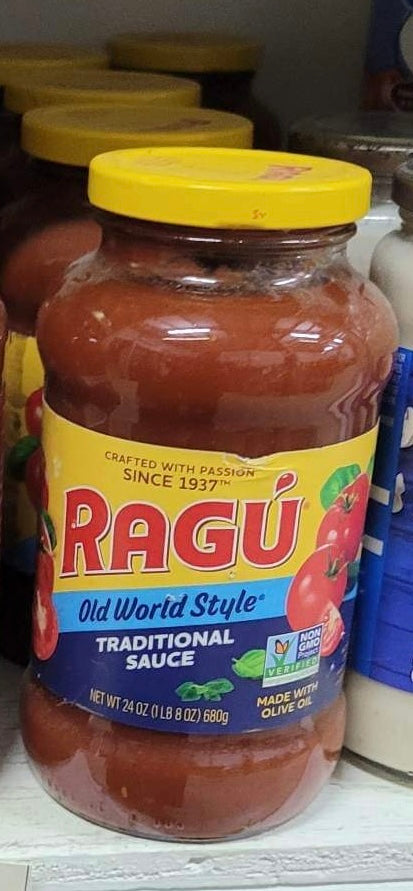 CRAFTED WITH PASSION
SINCE 1937™
RAGÚ
Old World Style®
TRADITIONAL
SAUCE
NON
GMO
Project
VERIFIED
MADE WITH
OLIVE OIL
NET WT 24 OZ (1 LB 8 OZ) 680g